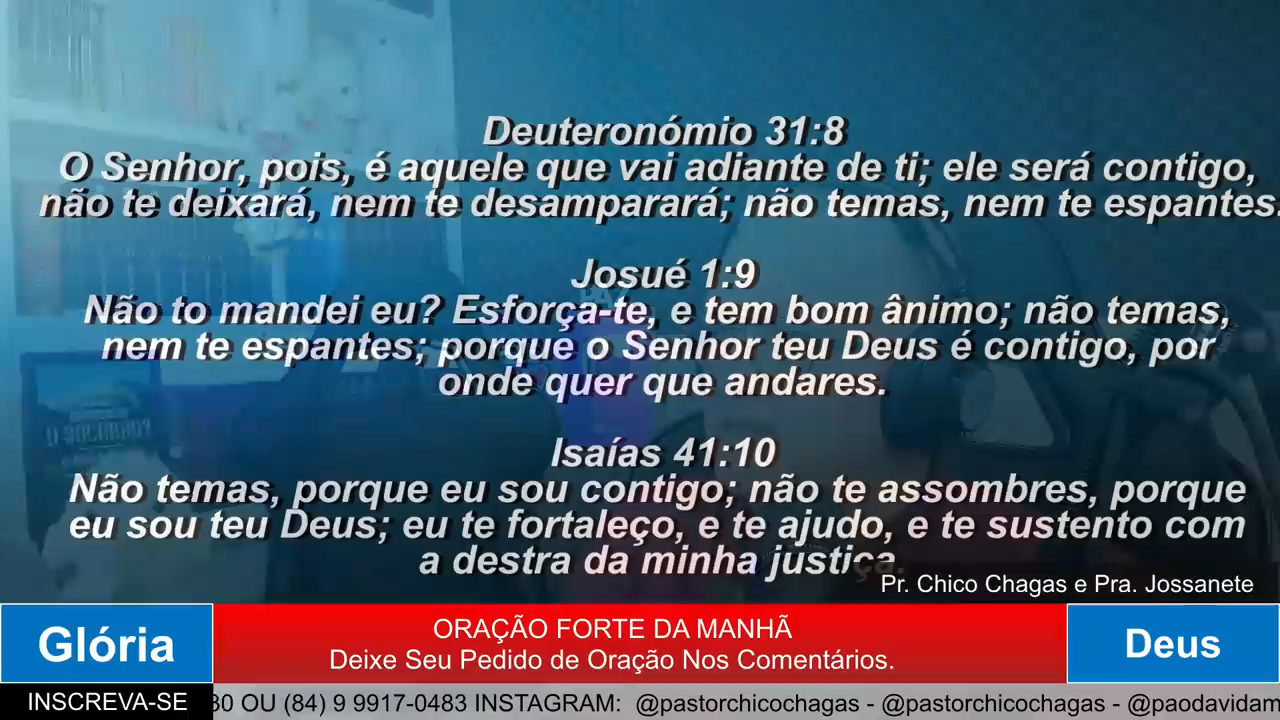 Deuteronómio 31:8
O Senhor, pois, é aquele que vai adiante de ti; ele será contigo,
não te deixará, nem te desamparará; não temas, nem te espantes.
Josué 1:9
Não to mandei eu? Esforça-te, e tem bom ânimo; não temas,
nem te espantes; porque o Senhor teu Deus é contigo, por
onde quer que andares.
Isaías 41:10
Não temas, porque eu sou contigo; não te assombres, porque
eu sou teu Deus; eu te fortaleço, e te ajudo, e te sustento com
a destra da minha justiça.
Pr. Chico Chagas e Pra. Jossanete
Glória
ORAÇÃO FORTE DA MANHÃ
Deixe Seu Pedido de Oração Nos Comentários.
Deus
INSCREVA-SE
30 OU (84) 9 9917-0483 INSTAGRAM: @pastorchicochagas - @pastorchicochagas - @paodavidam